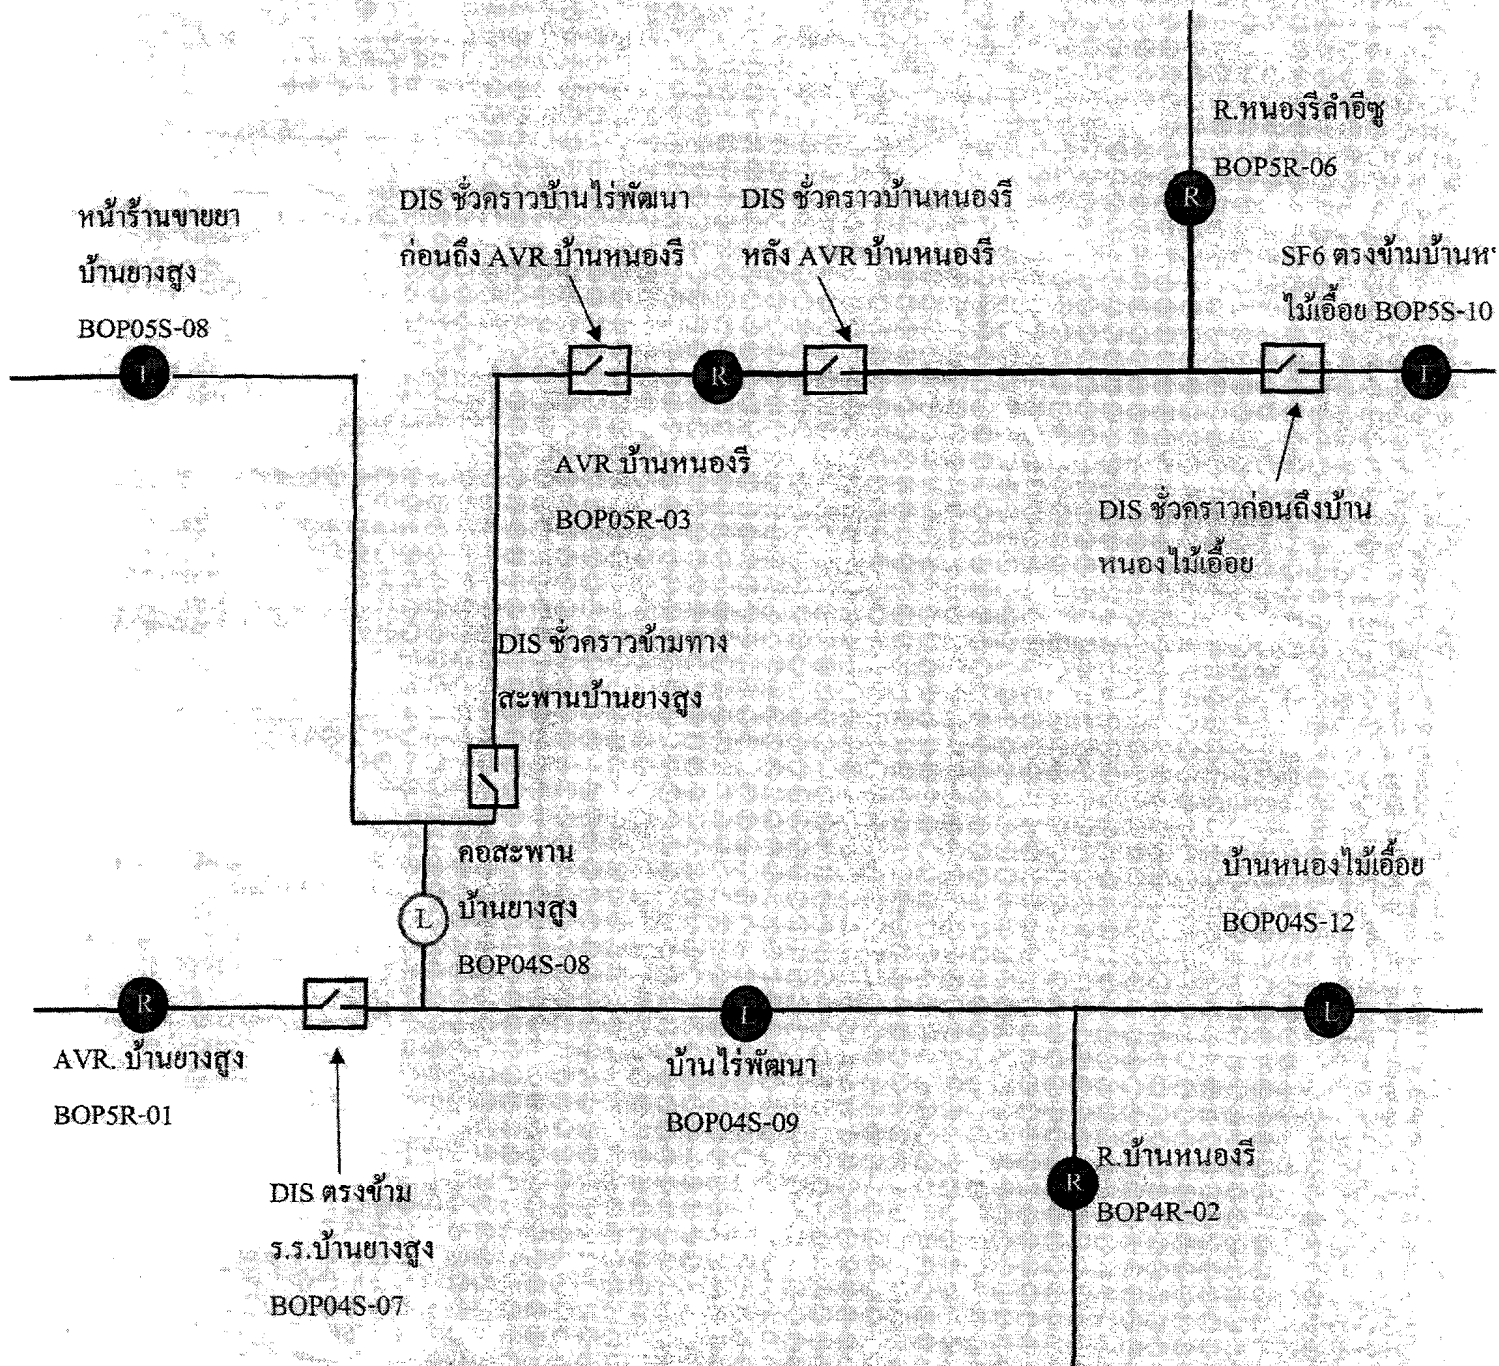 R.หนองรีลำอีซู
BOP5R-06
R
DIS ชั่วคราวบ้านไร่พัฒนา
ก่อนถึง AVR บ้านหนองรี
DIS ชั่วคราวบ้านหนองรี
หลัง AVR บ้านหนองรี
หน้าร้านขายยา
บ้านยางสูง
BOP05S-08
L
SF6 ตรงข้ามบ้านห
ไม้เอื้อย BOP5S-10
R
AVR บ้านหนองรี
BOP05R-03
DIS ชั่วคราวก่อนถึงบ้าน
หนองไม้เอื้อย
DIS ชั่วคราวข้ามทาง
สะพานบ้านยางสูง
คอสะพาน
บ้านยางสูง
BOP04S-08
L
บ้านหนองไม้เอื้อย
BOP04S-12
L
R
AVR. บ้านยางสูง
BOP5R-01
L
บ้านไร่พัฒนา
BOP04S-09
DIS ตรงข้าม
ร.ร.บ้านยางสูง
BOP04S-07
R
R.บ้านหนองรี
BOP4R-02